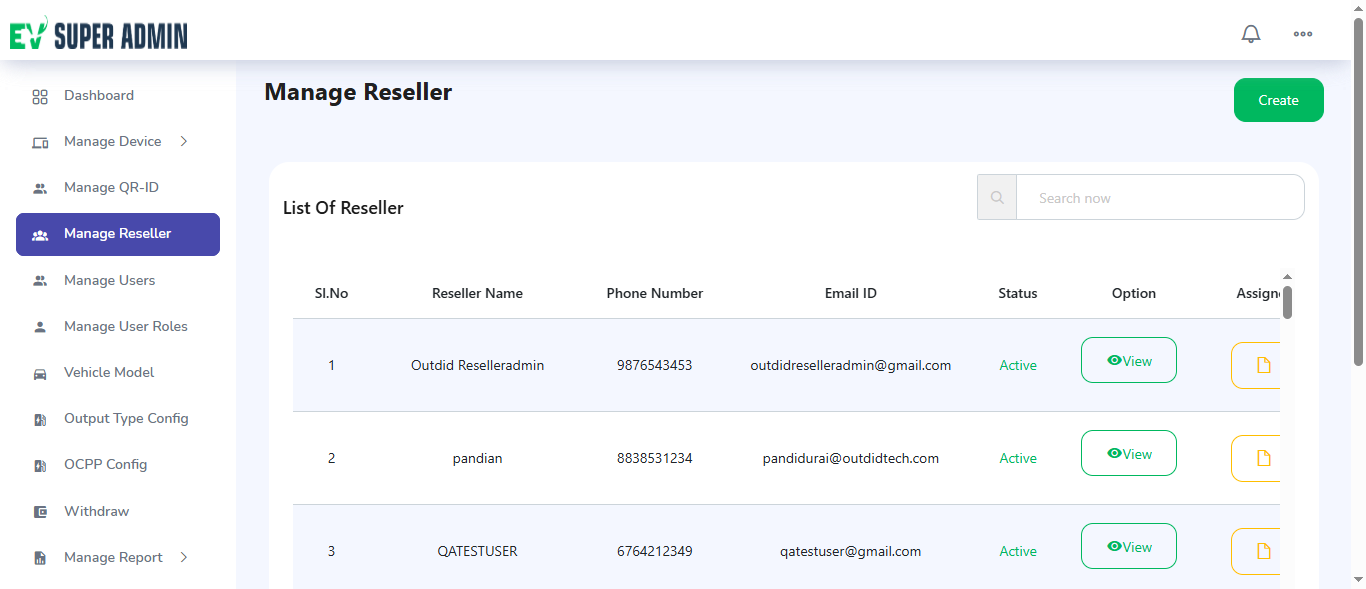 EV SUPER ADMIN
Dashboard
Manage Device
Manage QR-ID
Manage Reseller
Manage Users
Manage User Roles
Vehicle Model
Output Type Config
OCPP Config
Withdraw
Manage Report
Manage Reseller
Create
List Of Reseller
Search now
Sl.No Reseller Name Phone Number Email ID Status Option Assigne
1 Outdid Reselleradmin 9876543453 outdidreselleradmin@gmail.com Active View
2 pandian 8838531234 pandidurai@outdidtech.com Active View
3 QATESTUSER 6764212349 qatestuser@gmail.com Active View